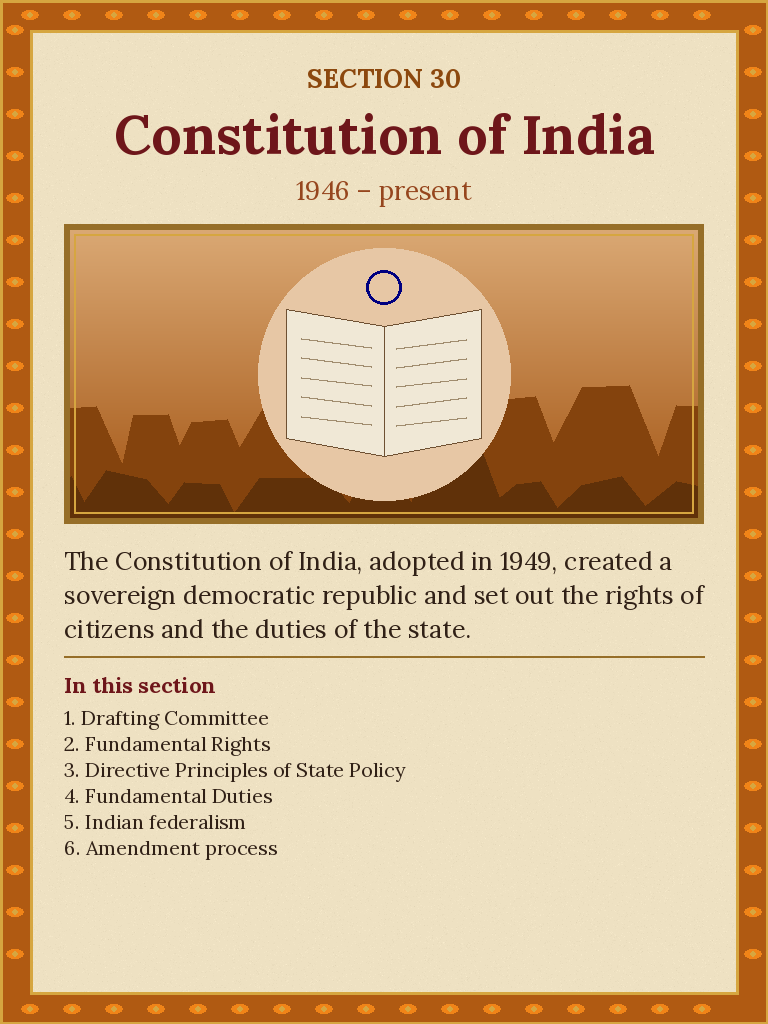 SECTION 30
Constitution of India
1946 – present
The Constitution of India, adopted in 1949, created a
sovereign democratic republic and set out the rights of
citizens and the duties of the state.
In this section
1. Drafting Committee
2. Fundamental Rights
3. Directive Principles of State Policy
4. Fundamental Duties
5. Indian federalism
6. Amendment process